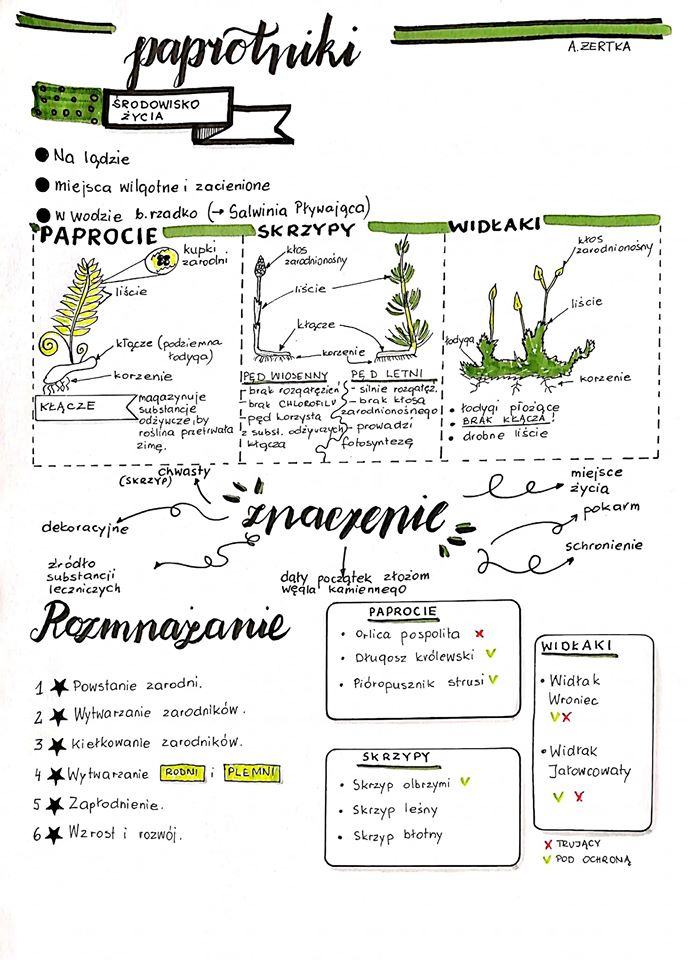 paprotniki
A. ZERTKA
ŚRODOWISKO
ŻYCIA
Na lądzie
miejsca wilgotne i zacienione
w wodzie b. rzadko (→ Salwinia Pływająca)
PAPROCIE
kupki
zarodni
liście
kłącze (podziemna
łodyga)
korzenie
KŁĄCZE
magazynuje
substancje
odżywcze, by
roślina przetrwała
zimę.
SKRZYPY
kłos
zarodnionośny
liście
kłącze
korzenie
PĘD WIOSENNY
- brak rozgałęzień
- brak CHLOROFILU
- pęd korzysta
z subst. odżywczych
kłącza
PĘD LETNI
- silnie rozgałęz.
- brak kłosa
zarodnionośnego
- prowadzi
fotosyntezę
WIDŁAKI
kłos
zarodnionośny
liście
łodyga
korzenie
• łodygi płożące
• BRAK KŁĄCZA!
• drobne liście
znaczenie
chwasty
(SKRZYP)
dekoracyjne
źródło
substancji
leczniczych
dały początek złożom
węgla kamiennego
miejsce
życia
pokarm
schronienie
Rozmnażanie
1 ★ Powstanie zarodni.
2 ★ Wytwarzanie zarodników.
3 ★ Kiełkowanie zarodników.
4 ★ Wytwarzanie RODNI i PLEMNI
5 ★ Zapłodnienie.
6 ★ Wzrost i rozwój.
PAPROCIE
• Orlica pospolita x
• Długosz królewski v
• Pióropusznik strusi v
SKRZYPY
• Skrzyp olbrzymi v
• Skrzyp leśny
• Skrzyp błotny
WIDŁAKI
• Widłak
Wroniec
v x
• Widłak
Jałowcowaty
v x
x TRUJĄCY
v POD OCHRONĄ